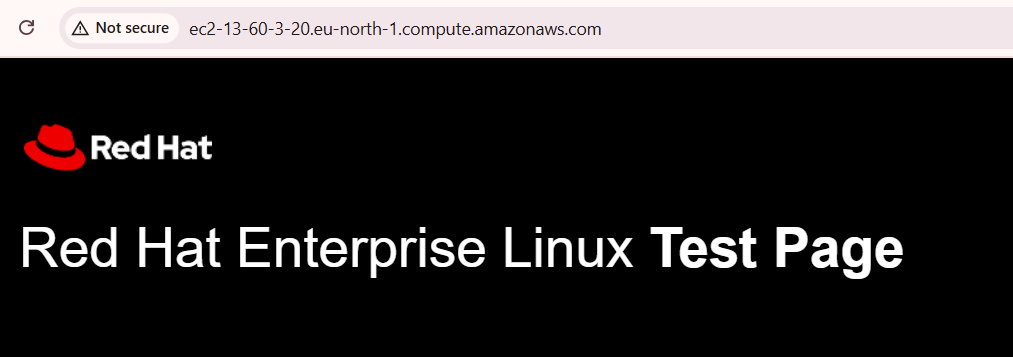 Not secure ec2-13-60-3-20.eu-north-1.compute.amazonaws.com
Red Hat
Red Hat Enterprise Linux Test Page